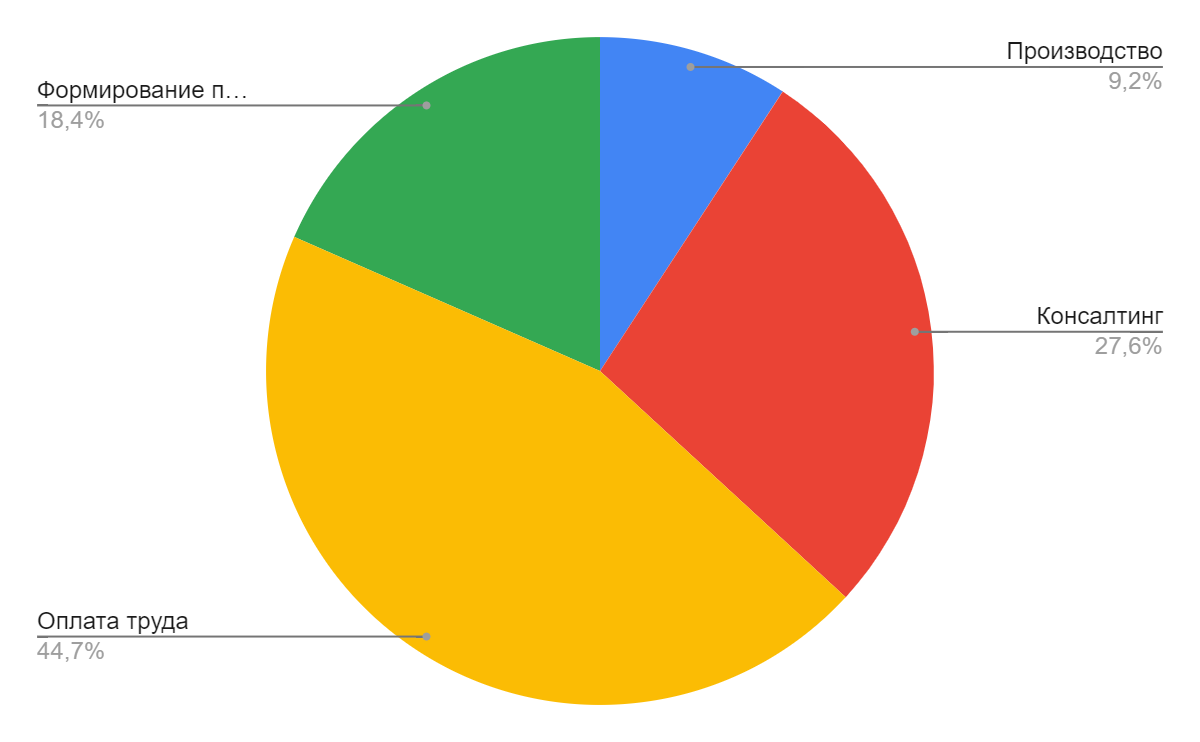 Производство
9,2%
Формирование п…
18,4%
Консалтинг
27,6%
Оплата труда
44,7%